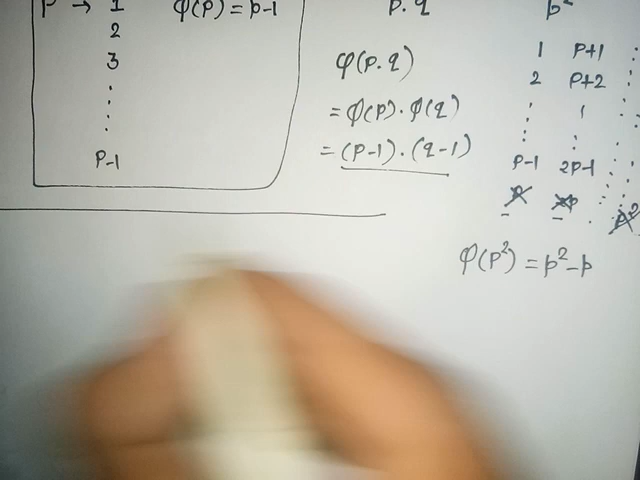 p → 1 φ(p) = p-1
2
3
p-1
p.q
φ(p.q)
= φ(p).φ(q)
= (p-1).(q-1)
p²
1 p+1
2 p+2
p-1 2p-1
p 2p p²
φ(p²) = p²-p